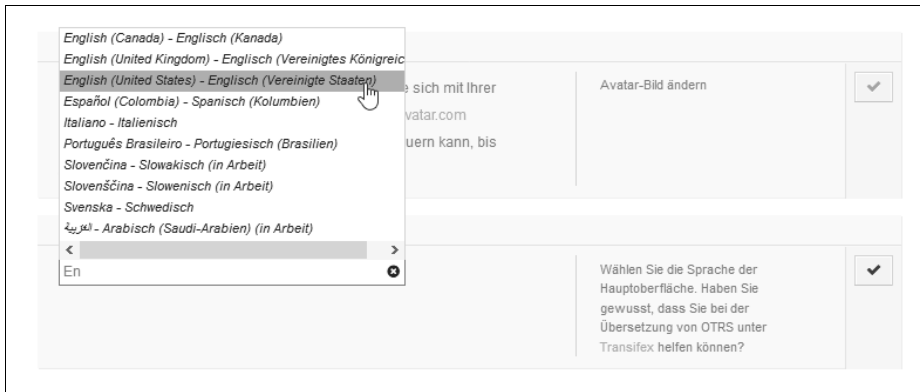 English (Canada) - Englisch (Kanada)
English (United Kingdom) - Englisch (Vereinigtes Königreic
English (United States) - Englisch (Vereinigte Staaten)
Español (Colombia) - Spanisch (Kolumbien)
Italiano - Italienisch
Português Brasileiro - Portugiesisch (Brasilien)
Slovenčina - Slowakisch (in Arbeit)
Slovenščina - Slowenisch (in Arbeit)
Svenska - Schwedisch
العَرَبِية - Arabisch (Saudi-Arabien) (in Arbeit)
En
sich mit Ihrer
vatar.com
uern kann, bis
Avatar-Bild ändern
Wählen Sie die Sprache der
Hauptoberfläche. Haben Sie
gewusst, dass Sie bei der
Übersetzung von OTRS unter
Transifex helfen können?